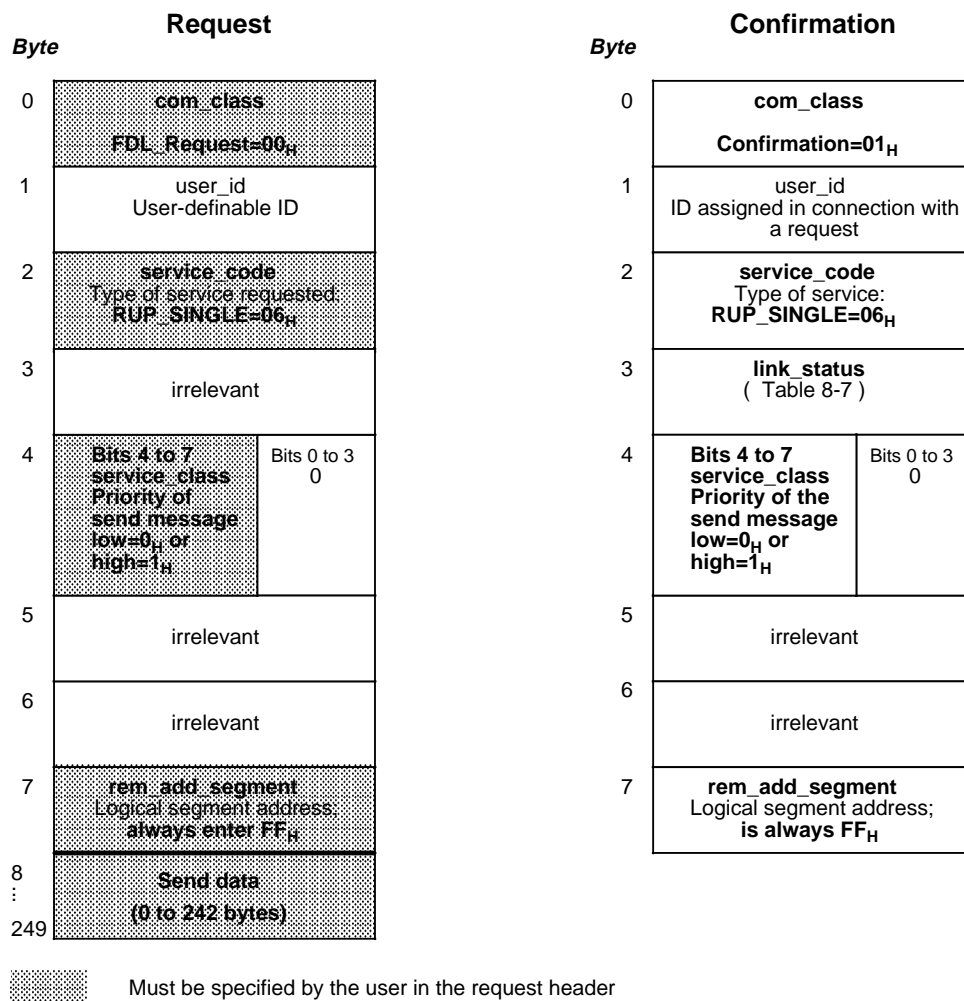 Request
Byte
0
com_class
FDL_Request=00H
1
user_id
User-definable ID
2
service_code
Type of service requested:
RUP_SINGLE=06H
3
irrelevant
4
Bits 4 to 7
service_class
Priority of
send message
low=0H or
high=1H
Bits 0 to 3
0
5
irrelevant
6
irrelevant
7
rem_add_segment
Logical segment address;
always enter FFH
8
...
249
Send data
(0 to 242 bytes)
Confirmation
Byte
0
com_class
Confirmation=01H
1
user_id
ID assigned in connection with
a request
2
service_code
Type of service:
RUP_SINGLE=06H
3
link_status
( Table 8-7 )
4
Bits 4 to 7
service_class
Priority of the
send message
low=0H or
high=1H
Bits 0 to 3
0
5
irrelevant
6
irrelevant
7
rem_add_segment
Logical segment address;
is always FFH
Must be specified by the user in the request header